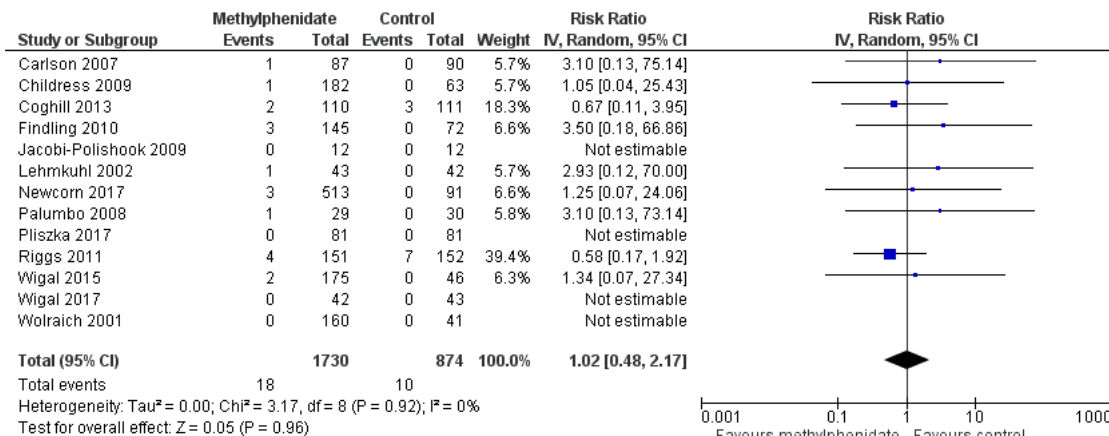 Methylphenidate Control Risk Ratio Risk Ratio
Study or Subgroup Events Total Events Total Weight IV, Random, 95% CI IV, Random, 95% CI
Carlson 2007 1 87 0 90 5.7% 3.10 [0.13, 75.14]
Childress 2009 1 182 0 63 5.7% 1.05 [0.04, 25.43]
Coghill 2013 2 110 3 111 18.3% 0.67 [0.11, 3.95]
Findling 2010 3 145 0 72 6.6% 3.50 [0.18, 66.86]
Jacobi-Polishook 2009 0 12 0 12 Not estimable
Lehmkuhl 2002 1 43 0 42 5.7% 2.93 [0.12, 70.00]
Newcorn 2017 3 513 0 91 6.6% 1.25 [0.07, 24.06]
Palumbo 2008 1 29 0 30 5.8% 3.10 [0.13, 73.14]
Pliszka 2017 0 81 0 81 Not estimable
Riggs 2011 4 151 7 152 39.4% 0.58 [0.17, 1.92]
Wigal 2015 2 175 0 46 6.3% 1.34 [0.07, 27.34]
Wigal 2017 0 42 0 43 Not estimable
Wolraich 2001 0 160 0 41 Not estimable
Total (95% CI) 1730 874 100.0% 1.02 [0.48, 2.17]
Total events 18 10
Heterogeneity: Tau² = 0.00; Chi² = 3.17, df = 8 (P = 0.92); I² = 0%
Test for overall effect: Z = 0.05 (P = 0.96)
0.001 0.1 1 10 1000
Favours methylphenidate Favours control